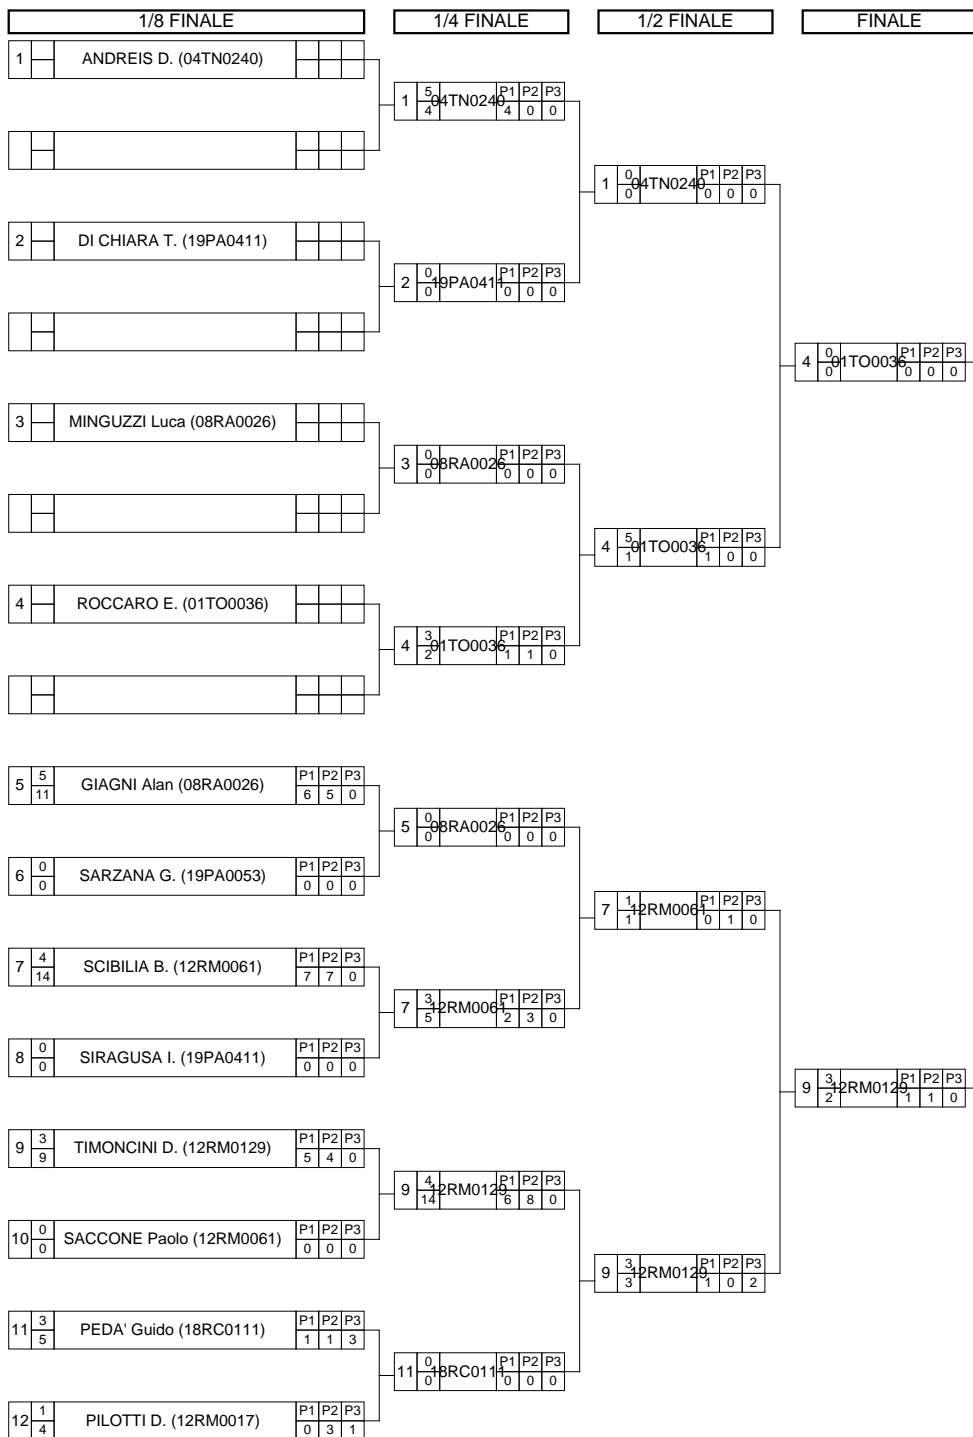 1/8 FINALE
1/4 FINALE
1/2 FINALE
FINALE
1 ANDREIS D. (04TN0240)
1 5 4 04TN0240 P1 P2 P3 4 0 0
1 0 0 04TN0240 P1 P2 P3 0 0 0
2 DI CHIARA T. (19PA0411)
2 0 0 19PA0411 P1 P2 P3 0 0 0
4 0 0 01TO0036 P1 P2 P3 0 0 0
3 MINGUZZI Luca (08RA0026)
3 0 0 08RA0026 P1 P2 P3 0 0 0
4 5 1 01TO0036 P1 P2 P3 1 0 0
4 ROCCARO E. (01TO0036)
4 3 2 01TO0036 P1 P2 P3 1 1 0
5 5 11 GIAGNI Alan (08RA0026) P1 P2 P3 6 5 0
5 0 0 08RA0026 P1 P2 P3 0 0 0
6 0 0 SARZANA G. (19PA0053) P1 P2 P3 0 0 0
7 1 1 12RM0061 P1 P2 P3 0 1 0
7 4 14 SCIBILIA B. (12RM0061) P1 P2 P3 7 7 0
7 3 5 12RM0061 P1 P2 P3 2 3 0
8 0 0 SIRAGUSA I. (19PA0411) P1 P2 P3 0 0 0
9 3 2 12RM0129 P1 P2 P3 1 1 0
9 3 9 TIMONCINI D. (12RM0129) P1 P2 P3 5 4 0
9 4 14 12RM0129 P1 P2 P3 6 8 0
10 0 0 SACCONE Paolo (12RM0061) P1 P2 P3 0 0 0
9 3 3 12RM0129 P1 P2 P3 1 0 2
11 3 5 PEDA' Guido (18RC0111) P1 P2 P3 1 1 3
11 0 0 18RC0111 P1 P2 P3 0 0 0
12 1 4 PILOTTI D. (12RM0017) P1 P2 P3 0 3 1